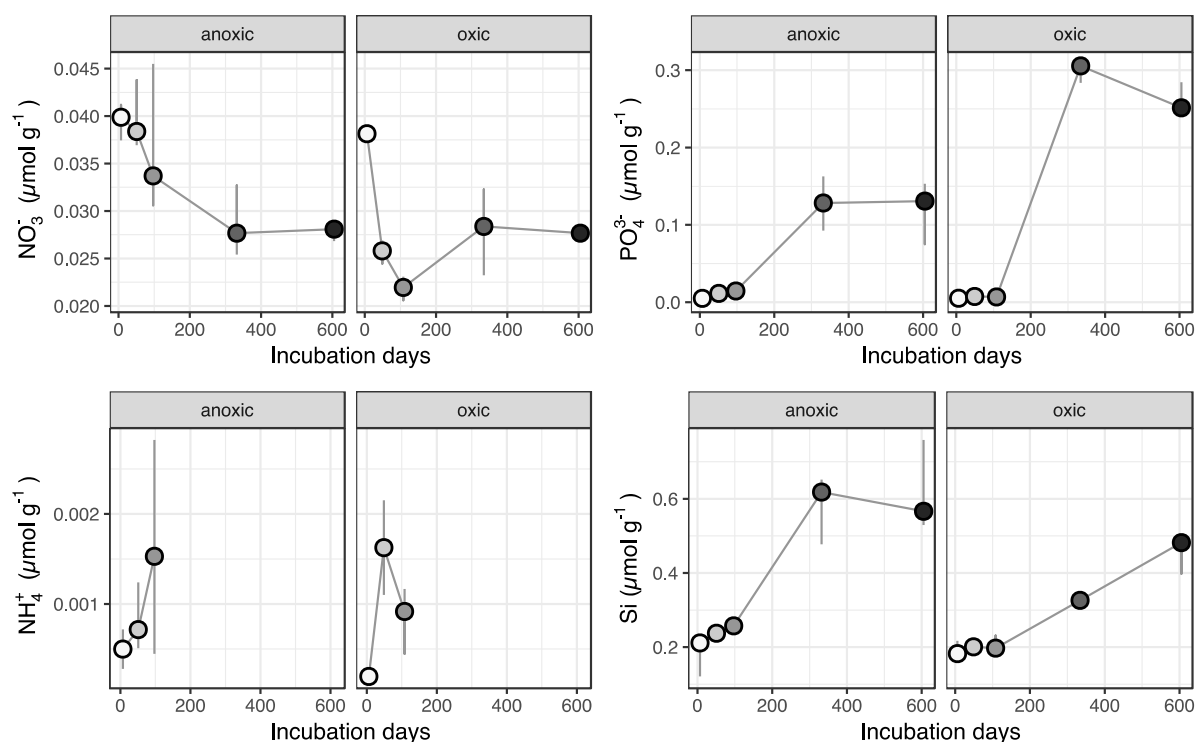 anoxic oxic
NO₃⁻ (µmol g⁻¹)
0.045
0.040
0.035
0.030
0.025
0.020
0 200 400 600 0 200 400 600
Incubation days
anoxic oxic
PO₄³⁻ (µmol g⁻¹)
0.3
0.2
0.1
0.0
0 200 400 600 0 200 400 600
Incubation days
anoxic oxic
NH₄⁺ (µmol g⁻¹)
0.002
0.001
0 200 400 600 0 200 400 600
Incubation days
anoxic oxic
Si (µmol g⁻¹)
0.6
0.4
0.2
0 200 400 600 0 200 400 600
Incubation days